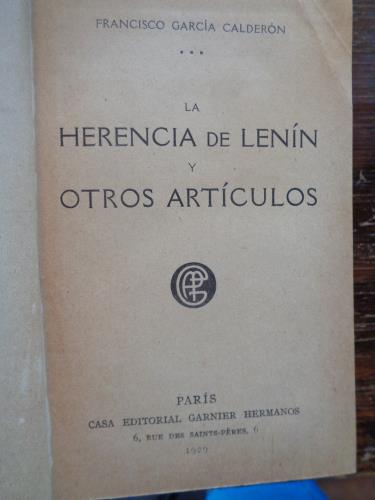 FRANCISCO GARCÍA CALDERÓN
***
LA
HERENCIA DE LENÍN
Y
OTROS ARTÍCULOS
PARÍS
CASA EDITORIAL GARNIER HERMANOS
6, RUE DES SAINTS-PÈRES, 6
1929